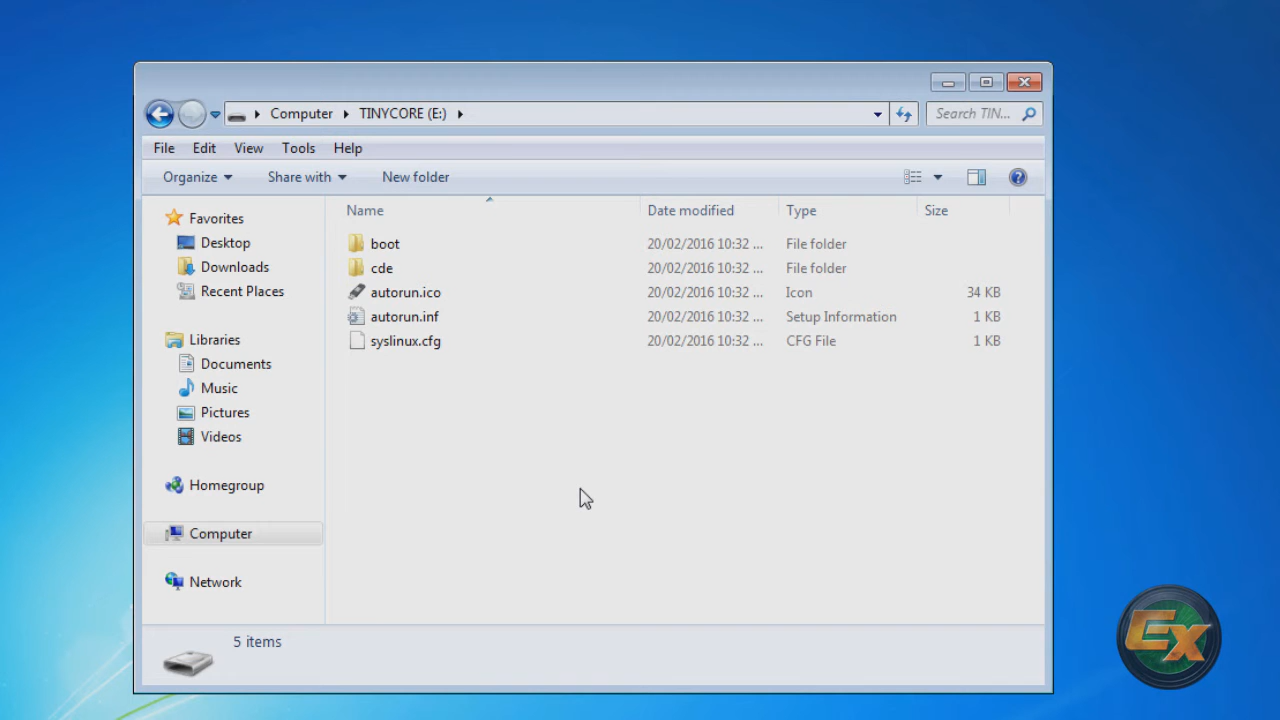 Computer TINYCORE (E:) Search TIN...
File Edit View Tools Help
Organize Share with New folder
Name Date modified Type Size
Favorites
Desktop
Downloads
Recent Places
Libraries
Documents
Music
Pictures
Videos
Homegroup
Computer
Network
boot 20/02/2016 10:32 ... File folder
cde 20/02/2016 10:32 ... File folder
autorun.ico 20/02/2016 10:32 ... Icon 34 KB
autorun.inf 20/02/2016 10:32 ... Setup Information 1 KB
syslinux.cfg 20/02/2016 10:32 ... CFG File 1 KB
5 items
EX